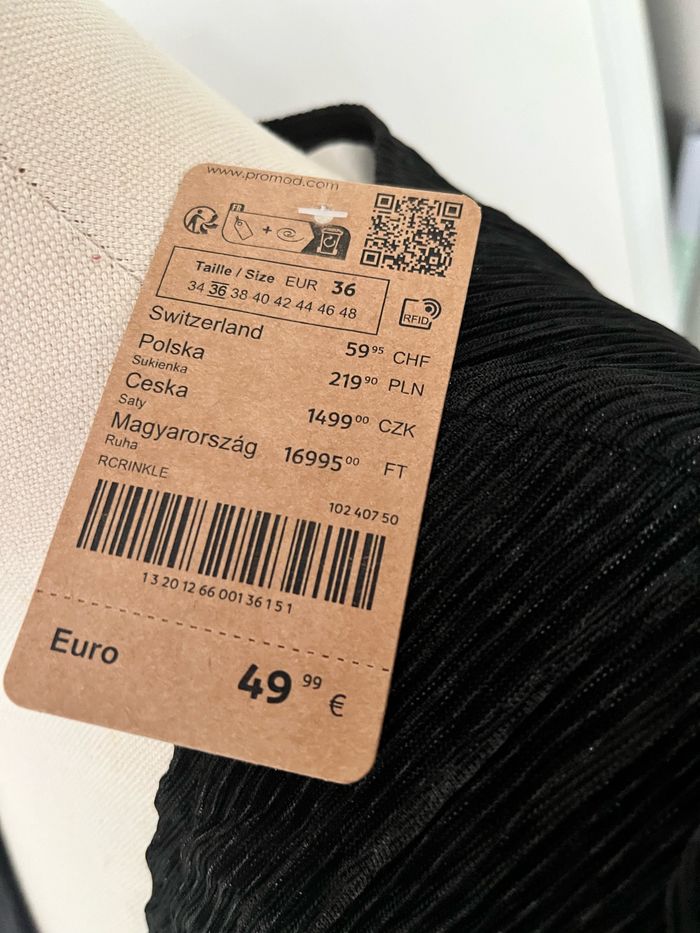 www.promod.com
FR
Taille / Size EUR 36
34 36 38 40 42 44 46 48
RFID
Switzerland 59⁹⁵ CHF
Polska 219⁹⁰ PLN
Sukienka
Ceska 1499⁰⁰ CZK
Saty
Magyarország 16995⁰⁰ FT
Ruha
RCRINKLE
102 407 50
1 3 20 12 66 001 36 15 1
Euro 49⁹⁹ €